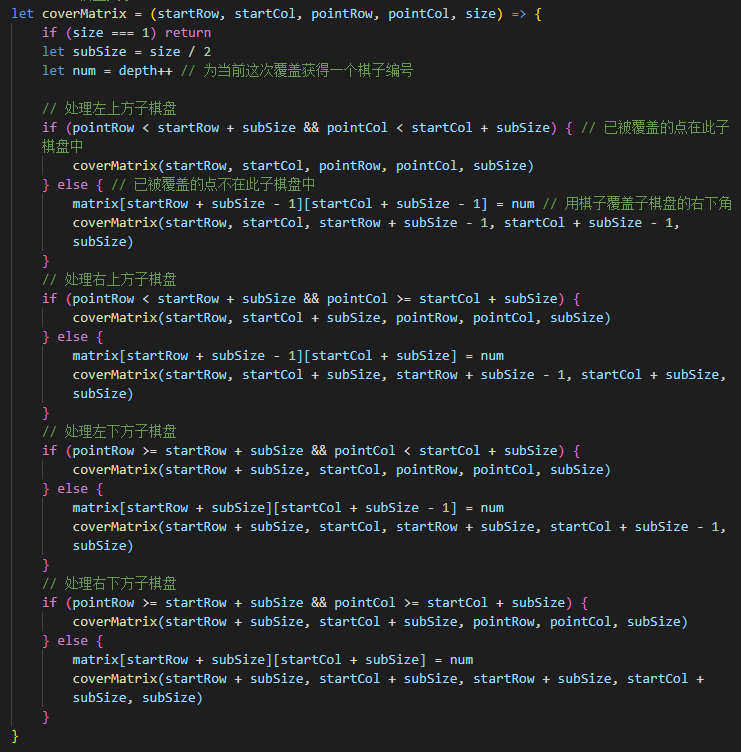 let coverMatrix = (startRow, startCol, pointRow, pointCol, size) => {
if (size === 1) return
let subSize = size / 2
let num = depth++ // 为当前这次覆盖获得一个棋子编号
// 处理左上方子棋盘
if (pointRow < startRow + subSize && pointCol < startCol + subSize) { // 已被覆盖的点在此子
棋盘中
coverMatrix(startRow, startCol, pointRow, pointCol, subSize)
} else { // 已被覆盖的点不在此子棋盘中
matrix[startRow + subSize - 1][startCol + subSize - 1] = num // 用棋子覆盖子棋盘的右下角
coverMatrix(startRow, startCol, startRow + subSize - 1, startCol + subSize - 1,
subSize)
}
// 处理右上方子棋盘
if (pointRow < startRow + subSize && pointCol >= startCol + subSize) {
coverMatrix(startRow, startCol + subSize, pointRow, pointCol, subSize)
} else {
matrix[startRow + subSize - 1][startCol + subSize] = num
coverMatrix(startRow, startCol + subSize, startRow + subSize - 1, startCol + subSize,
subSize)
}
// 处理左下方子棋盘
if (pointRow >= startRow + subSize && pointCol < startCol + subSize) {
coverMatrix(startRow + subSize, startCol, pointRow, pointCol, subSize)
} else {
matrix[startRow + subSize][startCol + subSize - 1] = num
coverMatrix(startRow + subSize, startCol, startRow + subSize, startCol + subSize - 1,
subSize)
}
// 处理右下方子棋盘
if (pointRow >= startRow + subSize && pointCol >= startCol + subSize) {
coverMatrix(startRow + subSize, startCol + subSize, pointRow, pointCol, subSize)
} else {
matrix[startRow + subSize][startCol + subSize] = num
coverMatrix(startRow + subSize, startCol + subSize, startRow + subSize, startCol +
subSize, subSize)
}
}